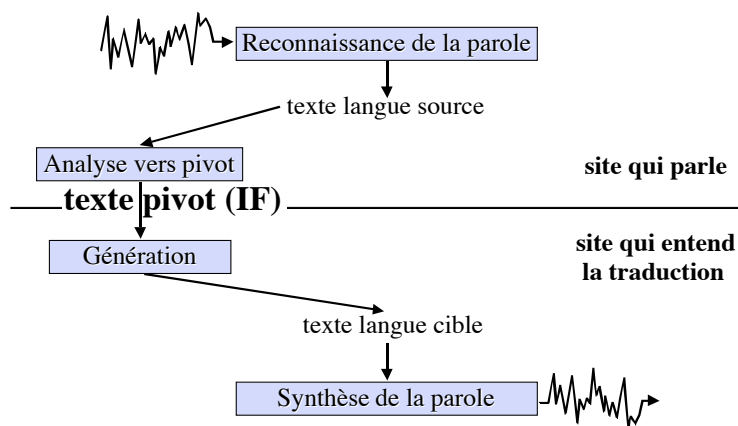 Reconnaissance de la parole
texte langue source
Analyse vers pivot
site qui parle
texte pivot (IF)
site qui entend
la traduction
Génération
texte langue cible
Synthèse de la parole